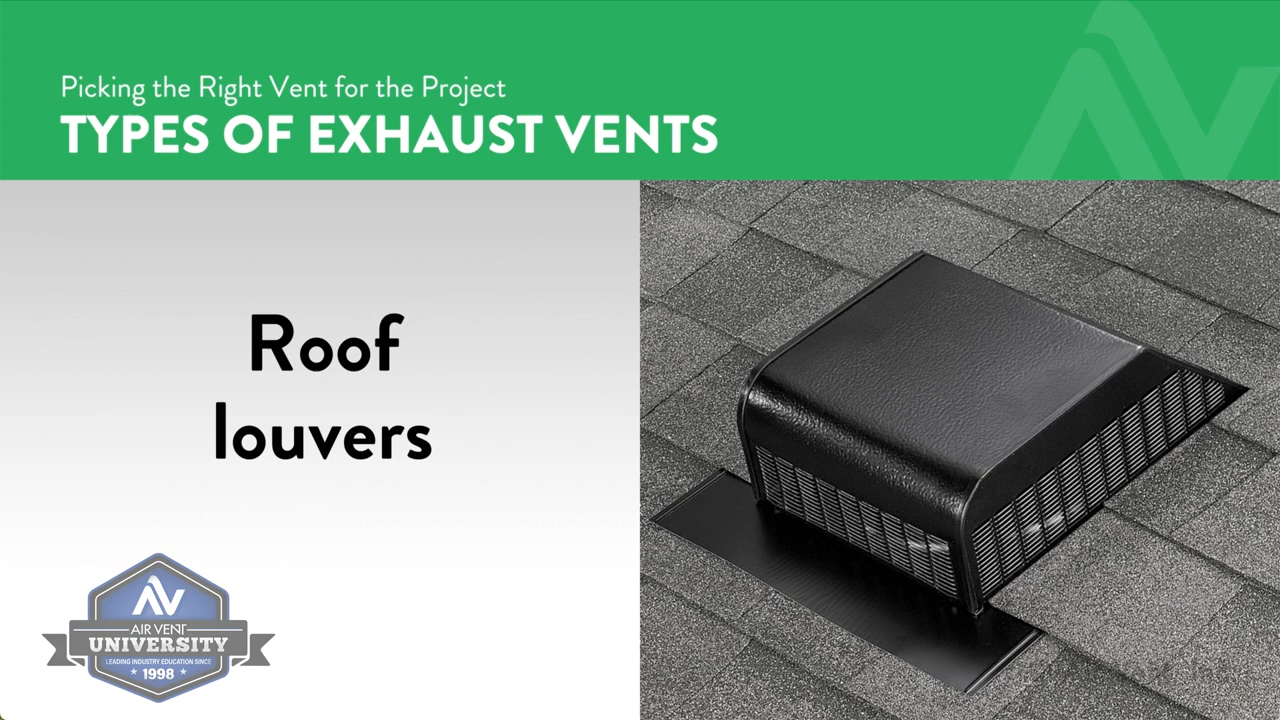 Picking the Right Vent for the Project
TYPES OF EXHAUST VENTS
Roof
louvers
AIR VENT
UNIVERSITY
LEADING INDUSTRY EDUCATION SINCE
1998